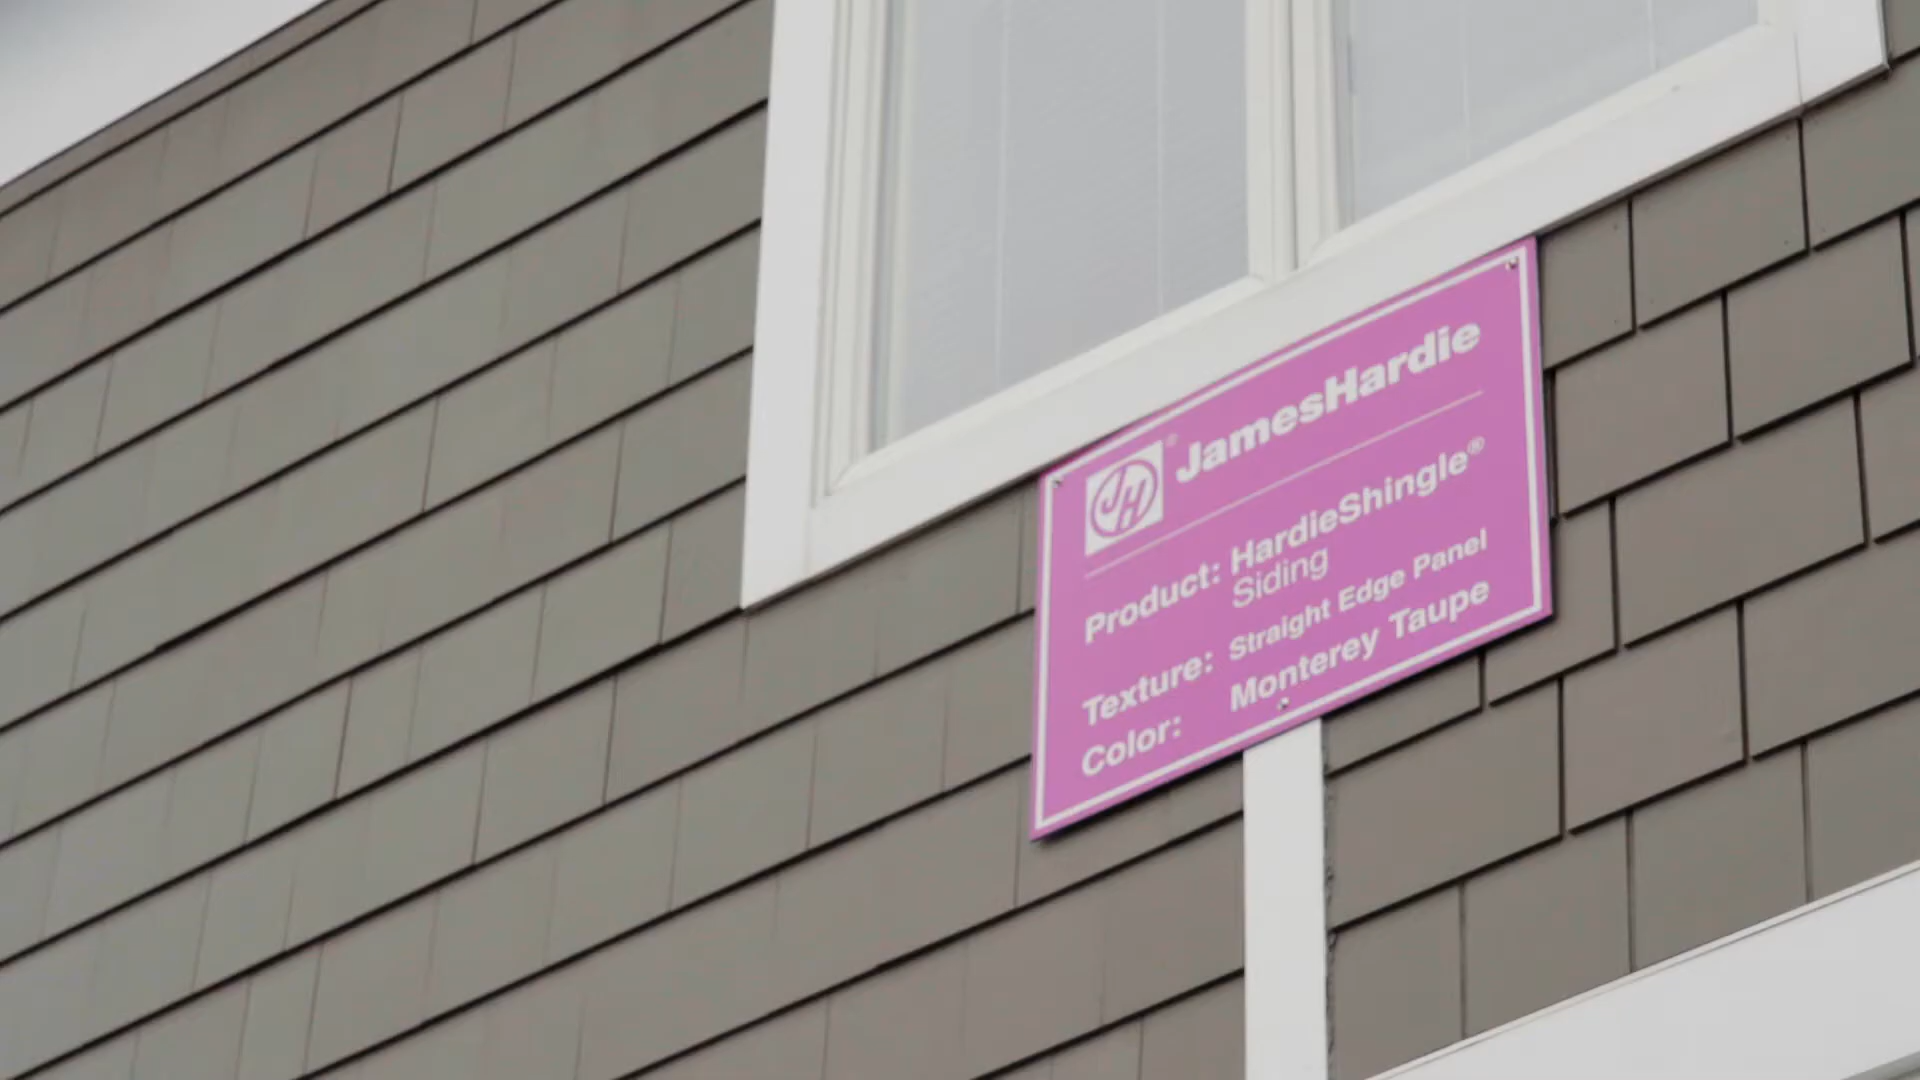 JH ® JamesHardie
Product: HardieShingle®
Siding
Texture: Straight Edge Panel
Color: Monterey Taupe